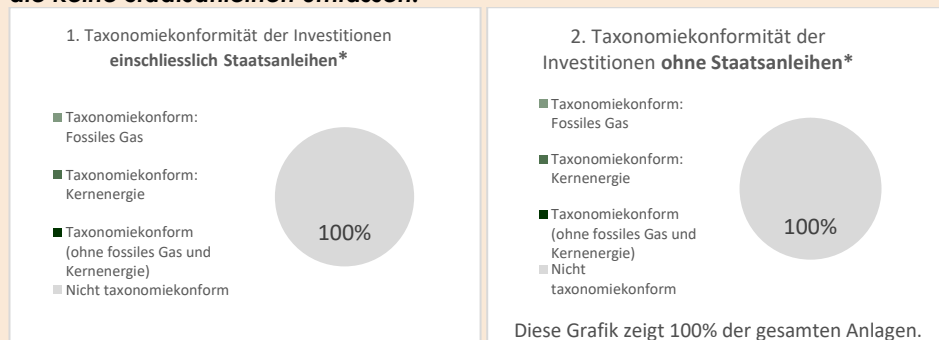 die keine Staatsanleihen umfassen.
1. Taxonomiekonformität der Investitionen
einschliesslich Staatsanleihen*
Taxonomiekonform:
Fossiles Gas
Taxonomiekonform:
Kernenergie
Taxonomiekonform
(ohne fossiles Gas und
Kernenergie)
Nicht taxonomiekonform
100%
2. Taxonomiekonformität der
Investitionen ohne Staatsanleihen*
Taxonomiekonform:
Fossiles Gas
Taxonomiekonform:
Kernenergie
Taxonomiekonform
(ohne fossiles Gas und
Kernenergie)
Nicht
taxonomiekonform
100%
Diese Grafik zeigt 100% der gesamten Anlagen.